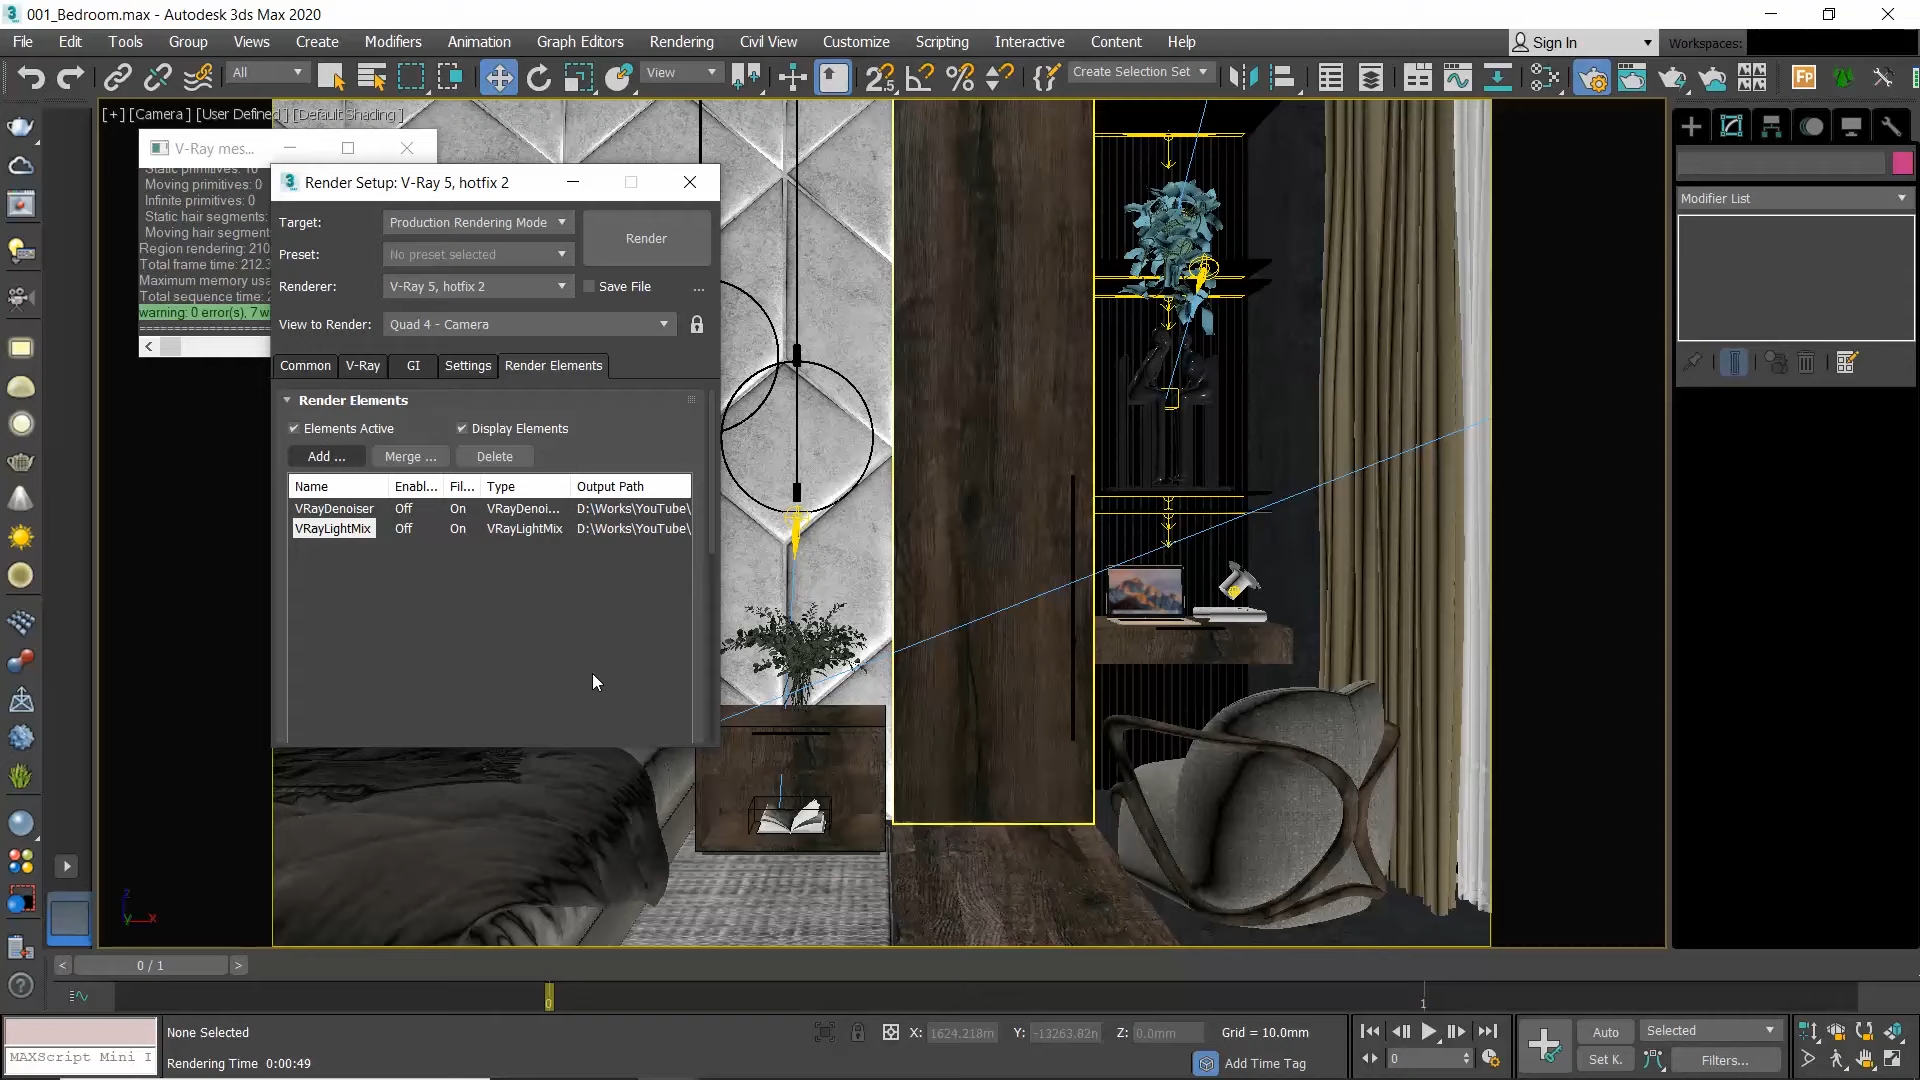 001_Bedroom.max - Autodesk 3ds Max 2020
File Edit Tools Group Views Create Modifiers Animation Graph Editors Rendering Civil View Customize Scripting Interactive Content Help
Sign In
Workspaces:
All
View
Create Selection Set
[+] [Camera ] [User Defined ] [Default Shading ]
V-Ray mes...
Static primitives: 10
Moving primitives: 0
Infinite primitives: 0
Static hair segments:
Moving hair segment
Region rendering: 210
Total frame time: 212.3
Maximum memory usa
Total sequence time: 2
warning: 0 error(s), 7 w
Render Setup: V-Ray 5, hotfix 2
Target: Production Rendering Mode
Render
Preset: No preset selected
Renderer: V-Ray 5, hotfix 2
Save File ...
View to Render: Quad 4 - Camera
Common V-Ray GI Settings Render Elements
Render Elements
Elements Active Display Elements
Add ... Merge ... Delete
Name Enabl... Fil... Type Output Path
VRayDenoiser Off On VRayDenoi... D:\Works\YouTube\
VRayLightMix Off On VRayLightMix D:\Works\YouTube\
Modifier List
FP
z
y x
< 0 / 1 >
0
1
None Selected
X: 1624.218m Y: -13263.82n Z: 0.0mm Grid = 10.0mm
MAXScript Mini I
Rendering Time 0:00:49
Add Time Tag
0
Auto
Selected
Set K.
Filters...